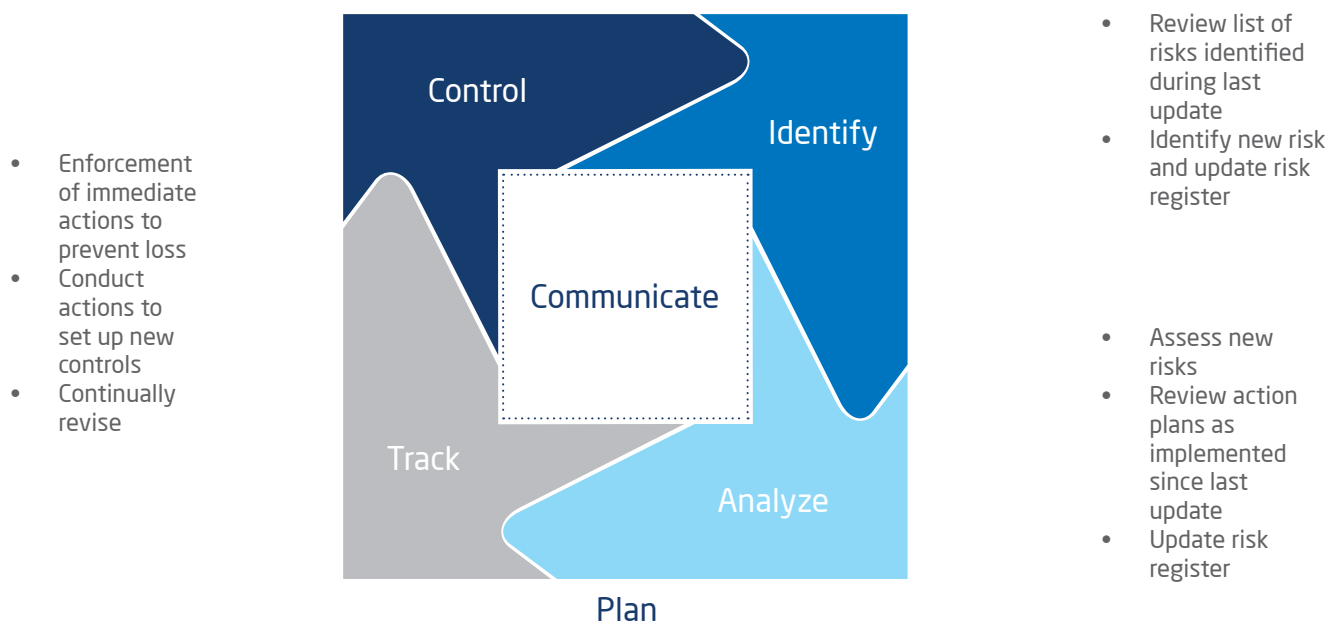 Control
Identify
Communicate
Track
Analyze
Plan
• Enforcement
of immediate
actions to
prevent loss
• Conduct
actions to
set up new
controls
• Continually
revise
• Review list of
risks identified
during last
update
• Identify new risk
and update risk
register
• Assess new
risks
• Review action
plans as
implemented
since last
update
• Update risk
register